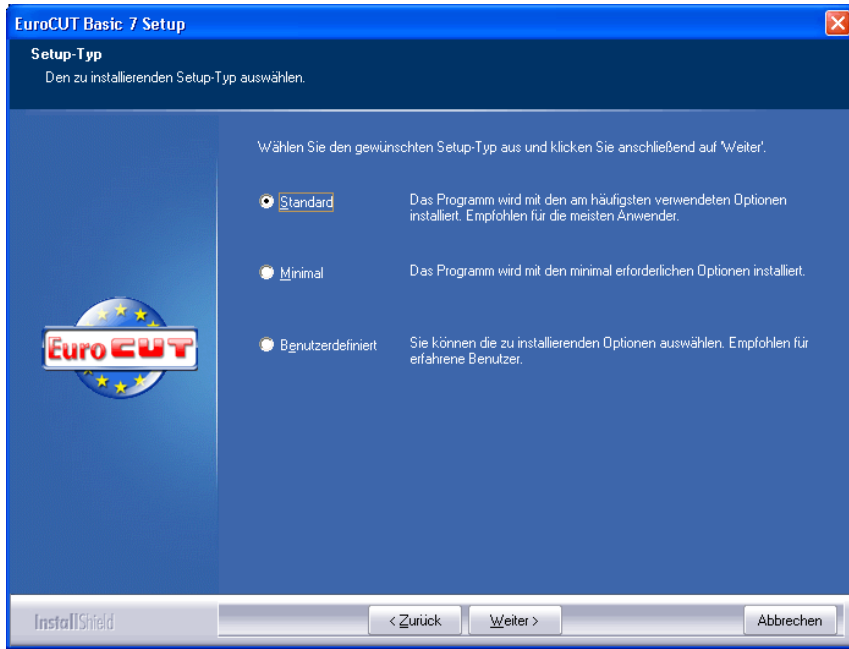 EuroCUT Basic 7 Setup
Setup-Typ
Den zu installierenden Setup-Typ auswählen.
Wählen Sie den gewünschten Setup-Typ aus und klicken Sie anschließend auf 'Weiter'.
Standard
Das Programm wird mit den am häufigsten verwendeten Optionen
installiert. Empfohlen für die meisten Anwender.
Minimal
Das Programm wird mit den minimal erforderlichen Optionen installiert.
Benutzerdefiniert
Sie können die zu installierenden Optionen auswählen. Empfohlen für
erfahrene Benutzer.
Euro CUT
InstallShield
< Zurück
Weiter >
Abbrechen